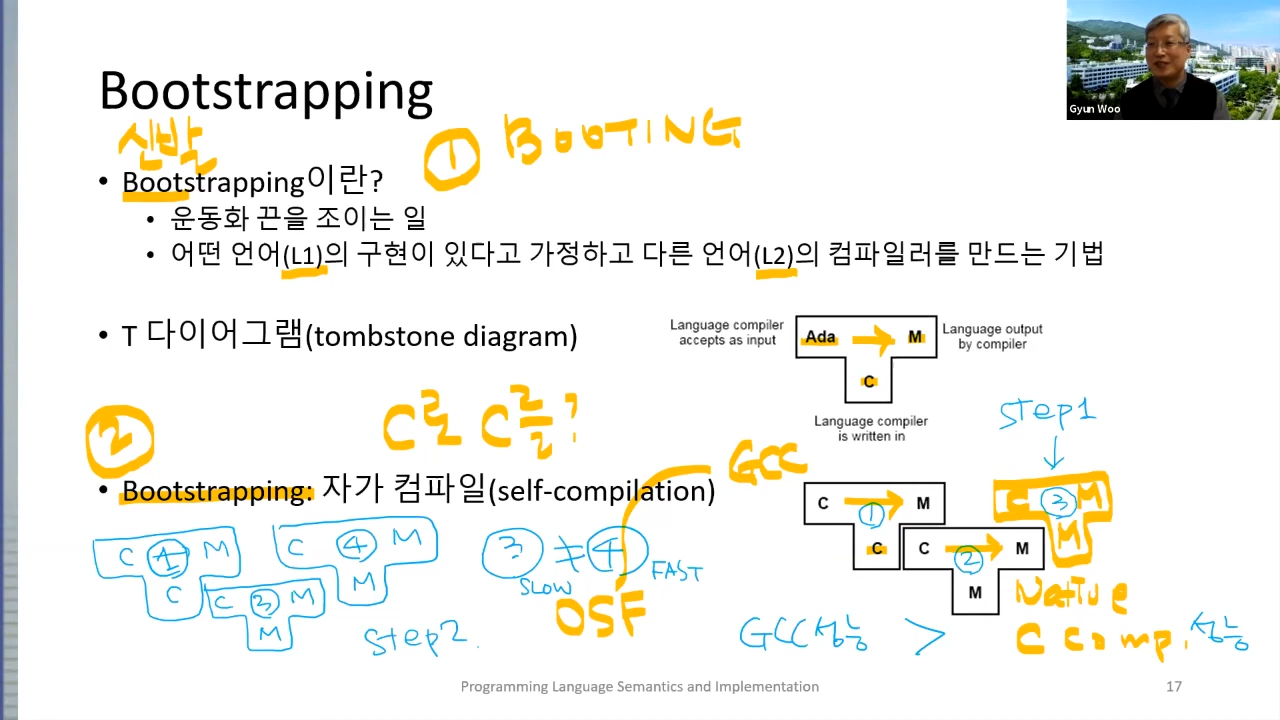 Bootstrapping
Gyun Woo
신발
① BOOTING
• Bootstrapping이란?
• 운동화 끈을 조이는 일
• 어떤 언어(L1)의 구현이 있다고 가정하고 다른 언어(L2)의 컴파일러를 만드는 기법
• T 다이어그램(tombstone diagram)
Language compiler
accepts as input
Ada M
C
Language output
by compiler
Language compiler
is written in
② C로 C를?
• Bootstrapping: 자가 컴파일(self-compilation)
GCC
OSF
Step1
C ① M
C
C ② M
M
C ③ M
M
Native
C Comp. 성능
GCC성능 >
C ① M
C
C ③ M
M
C ④ M
M
Step2.
③ ≠ ④
SLOW FAST
Programming Language Semantics and Implementation
17